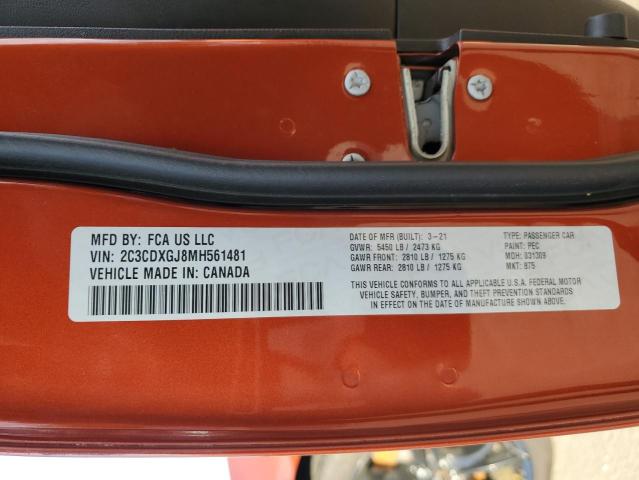 MFD BY: FCA US LLC
VIN: 2C3CDXGJ8MH561481
VEHICLE MADE IN: CANADA
DATE OF MFR (BUILT): 3-21
GVWR: 5450 LB / 2473 KG
GAWR FRONT: 2810 LB / 1275 KG
GAWR REAR: 2810 LB / 1275 KG
TYPE: PASSENGER CAR
PAINT: PEC
MDH: 031309
MKT: 875
THIS VEHICLE CONFORMS TO ALL APPLICABLE U.S.A. FEDERAL MOTOR
VEHICLE SAFETY, BUMPER, AND THEFT PREVENTION STANDARDS
IN EFFECT ON THE DATE OF MANUFACTURE SHOWN ABOVE.